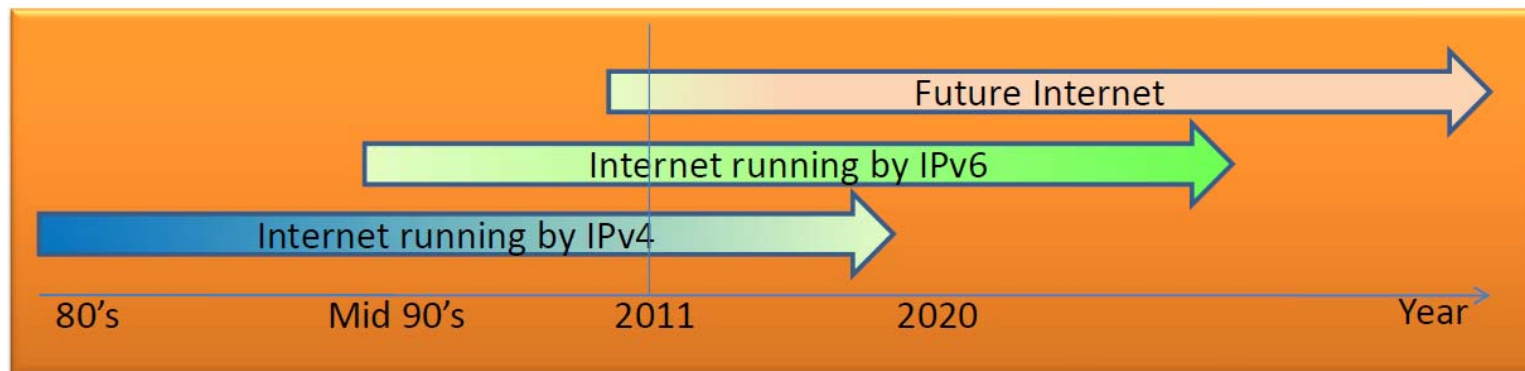 Future Internet
Internet running by IPv6
Internet running by IPv4
80’s Mid 90’s 2011 2020 Year